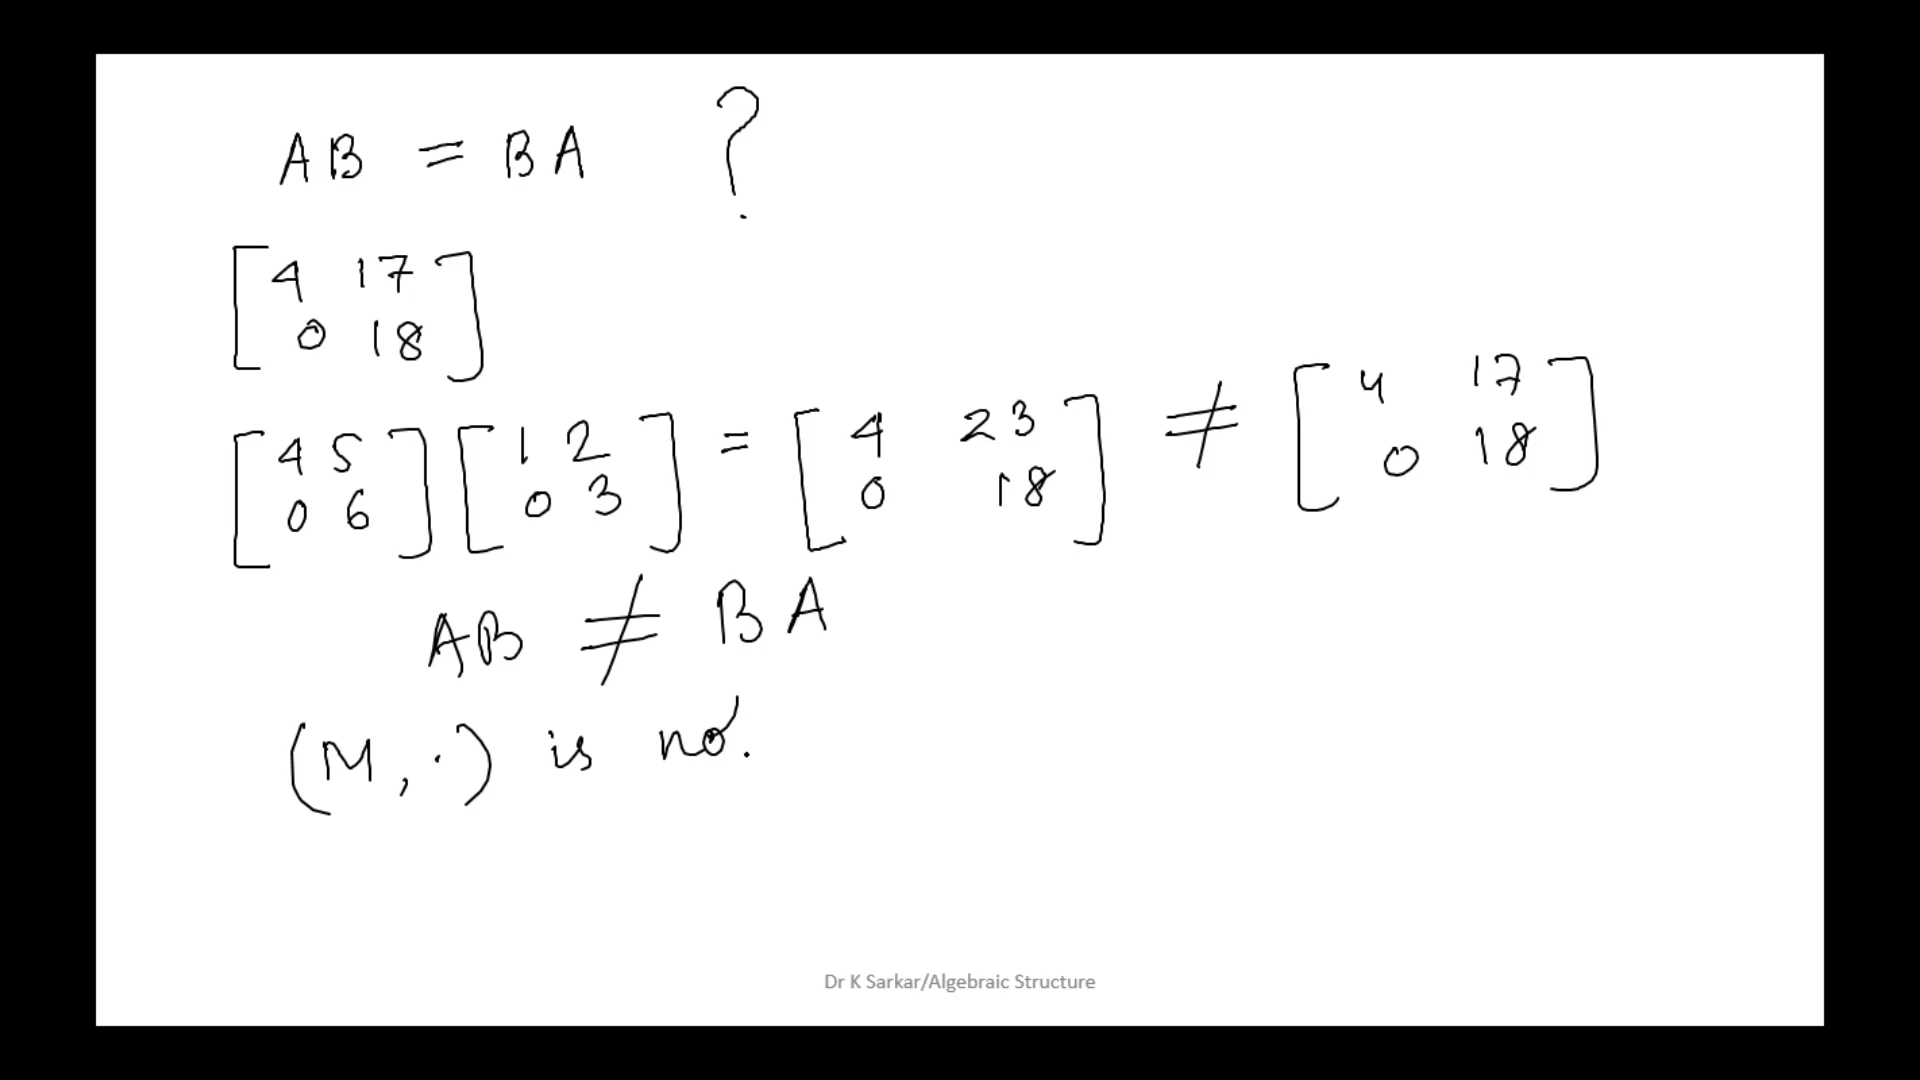 AB = BA ?
[4 17
0 18]
[4 5 ] [1 2 ] = [4 23 ] ≠ [4 17
0 6] [0 3] [0 18] [0 18]
AB ≠ BA
(M, ·) is no.
Dr K Sarkar/Algebraic Structure